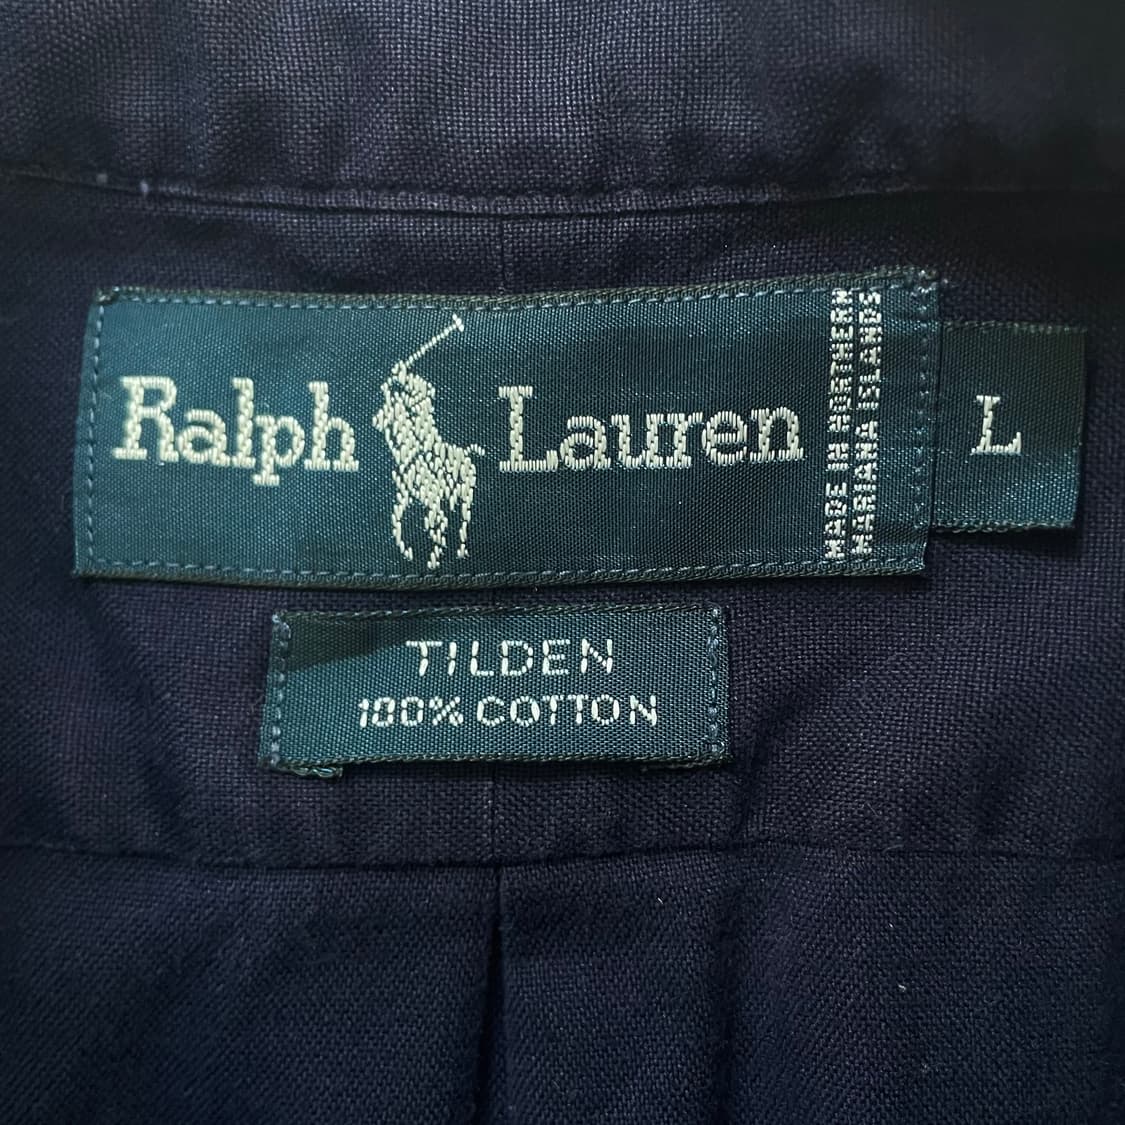 Ralph Lauren
MADE IN NORTHERN
MARIANA ISLANDS
L
TILDEN
100% COTTON